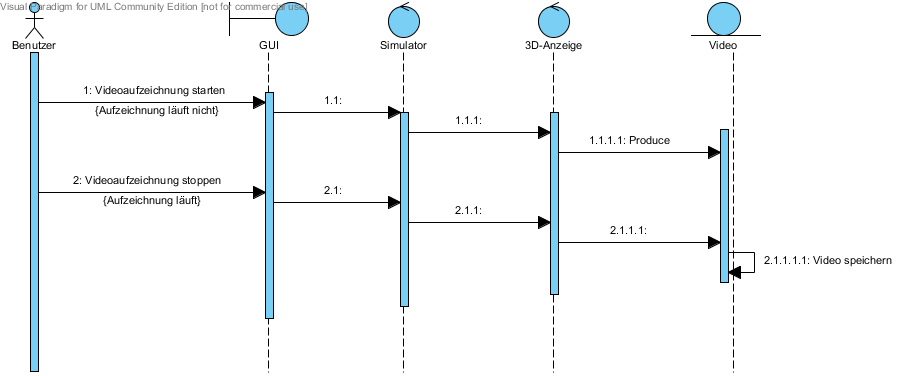 Visual Paradigm for UML Community Edition [not for commercial use]
Benutzer
GUI
Simulator
3D-Anzeige
Video
1: Videoaufzeichnung starten
{Aufzeichnung läuft nicht}
1.1:
1.1.1:
1.1.1.1: Produce
2: Videoaufzeichnung stoppen
{Aufzeichnung läuft}
2.1:
2.1.1:
2.1.1.1:
2.1.1.1.1: Video speichern